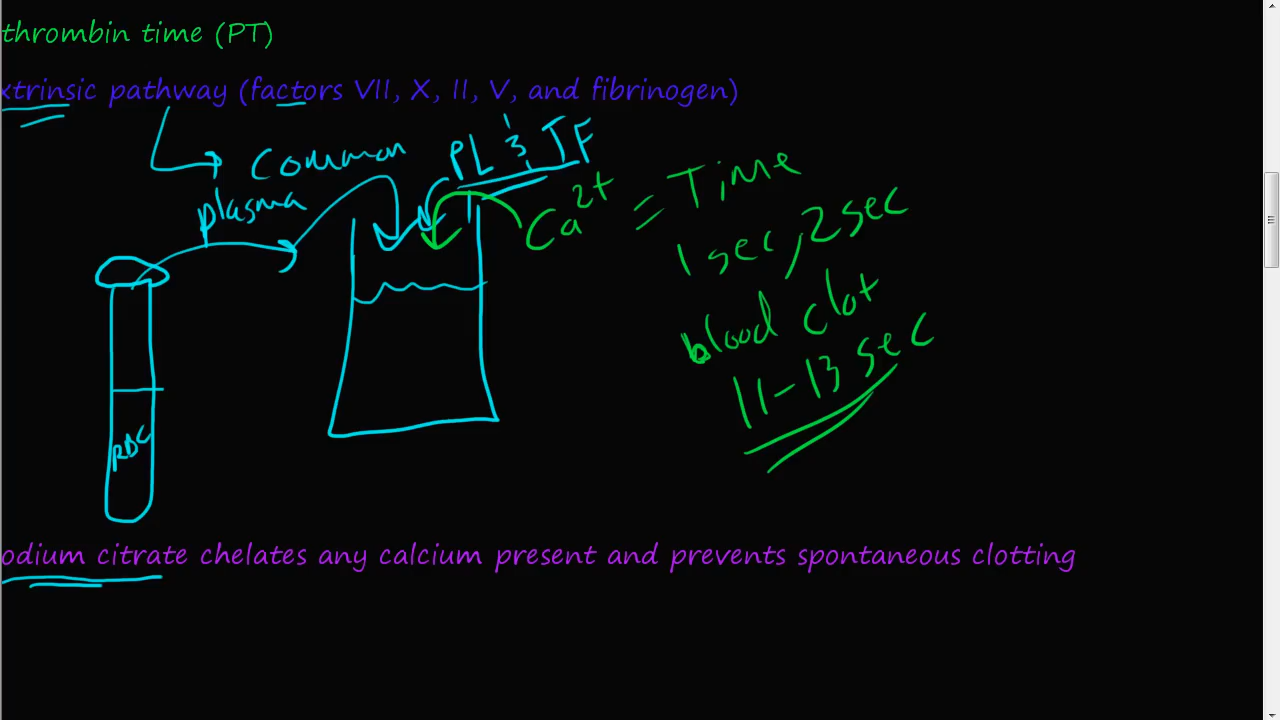 thrombin time (PT)
xtrinsic pathway (factors VII, X, II, V, and fibrinogen)
Common
PL & TF
plasma
Ca2+
= Time
1 sec, 2 sec
blood clot
11-13 sec
RBC
odium citrate chelates any calcium present and prevents spontaneous clotting